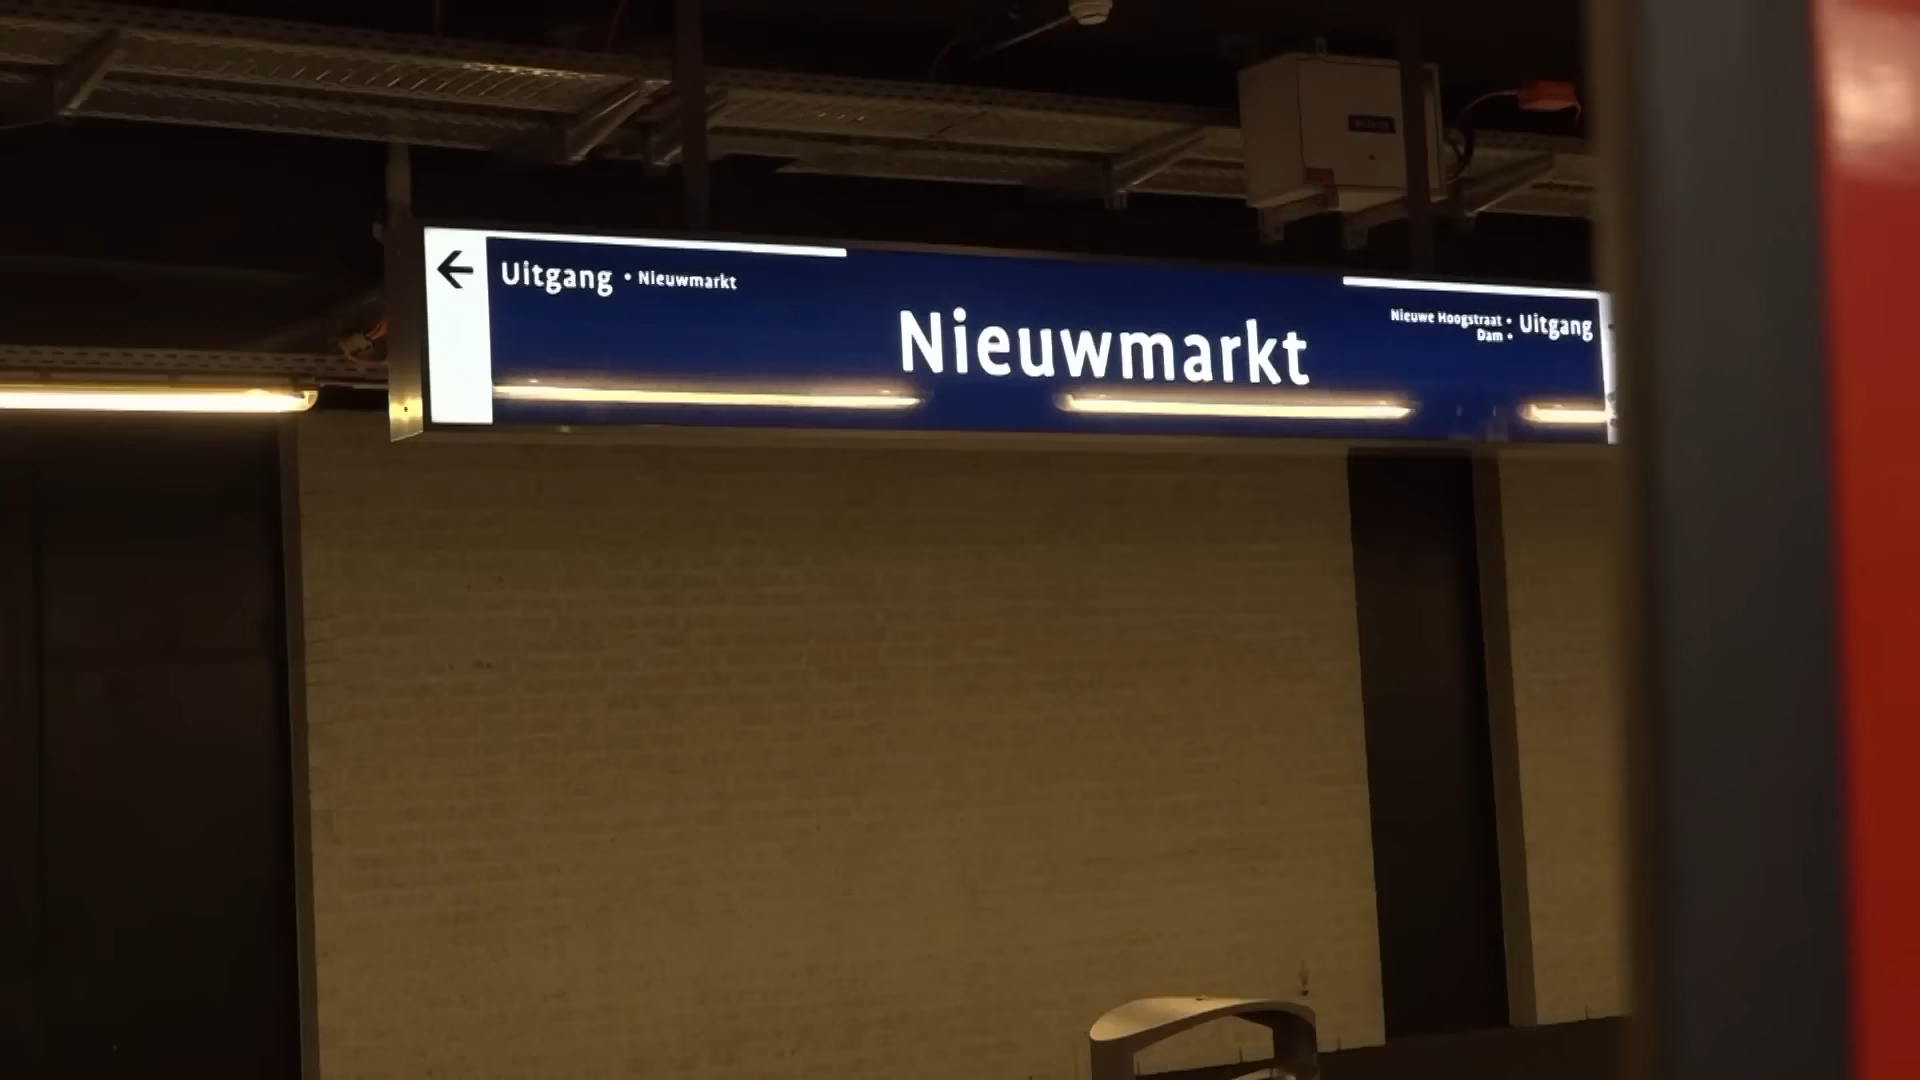 ← Uitgang • Nieuwmarkt
Nieuwmarkt
Nieuwe Hoogstraat • Uitgang
Dam •